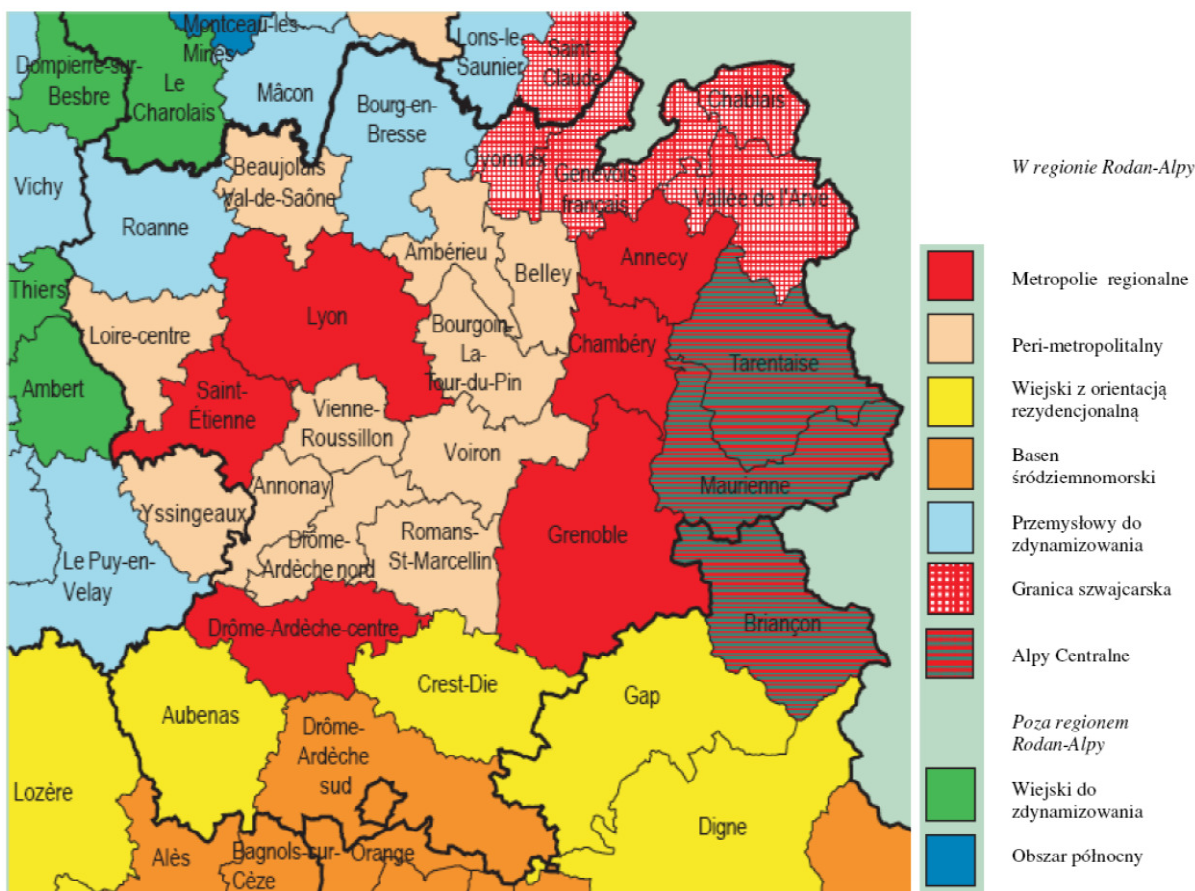 Montceau-les-
Mines
Lons-le-
Saunier
Saint-
Claude
Dompierre-sur-
Besbre
Le
Charolais
Mâcon
Bourg-en-
Bresse
Chablais
Oyonnax
Genevois
français
Vallée de l'Arve
Vichy
Beaujolais
Val-de-Saône
Roanne
Ambérieu
Belley
Annecy
Thiers
Loire-centre
Lyon
Bourgoin-
La-
Tour-du-Pin
Chambéry
Tarentaise
Ambert
Saint-
Étienne
Vienne-
Roussillon
Voiron
Maurienne
Yssingeaux
Annonay
Le Puy-en-
Velay
Drôme-
Ardèche nord
Romans-
St-Marcellin
Grenoble
Briançon
Drôme-Ardèche-centre
Crest-Die
Aubenas
Gap
Drôme-
Ardèche
sud
Lozère
Digne
Alès
Bagnols-sur-
Cèze
Orange
W regionie Rodan-Alpy
Metropolie regionalne
Peri-metropolitalny
Wiejski z orientacją
rezydencjonalną
Basen
śródziemnomorski
Przemysłowy do
zdynamizowania
Granica szwajcarska
Alpy Centralne
Poza regionem
Rodan-Alpy
Wiejski do
zdynamizowania
Obszar północny